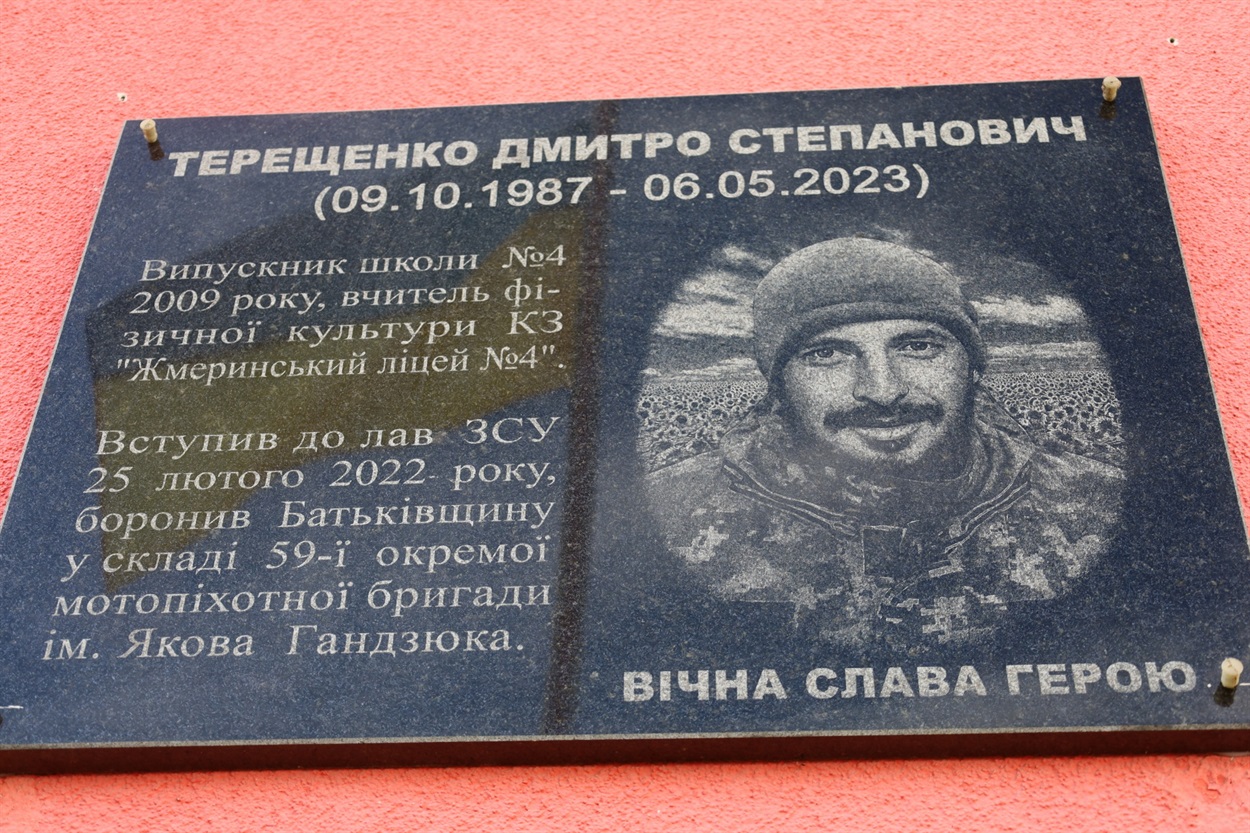 ТЕРЕЩЕНКО ДМИТРО СТЕПАНОВИЧ
(09.10.1987 - 06.05.2023)
Випускник школи №4
2009 року, вчитель фі-
зичної культури КЗ
"Жмеринський ліцей №4".
Вступив до лав ЗСУ
25 лютого 2022 року,
боронив Батьківщину
у складі 59-ї окремої
мотопіхотної бригади
ім. Якова Гандзюка.
ВІЧНА СЛАВА ГЕРОЮ